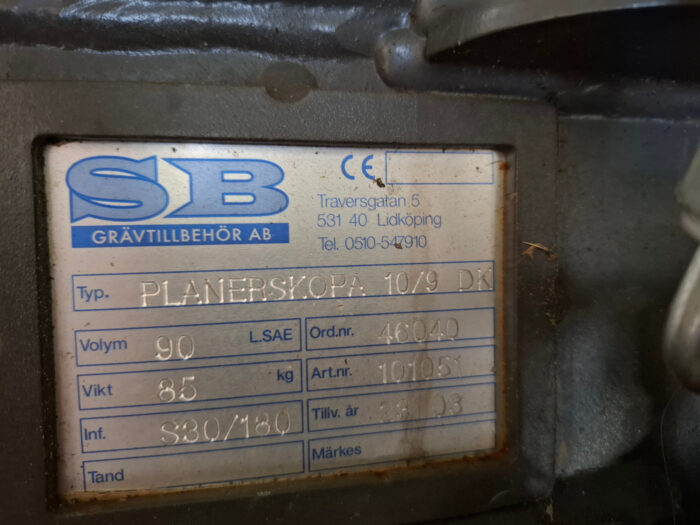 SB
GRÄVTILLBEHÖR AB
CE
Traversgatan 5
531 40 Lidköping
Tel. 0510-547910
Typ. PLANERSKOPA 10/9 DK
Volym 90 L.SAE Ord.nr. 46040
Vikt 85 kg Art.nr. 101051
Inf. S30/180 Tillv. år 08
Tand Märkes